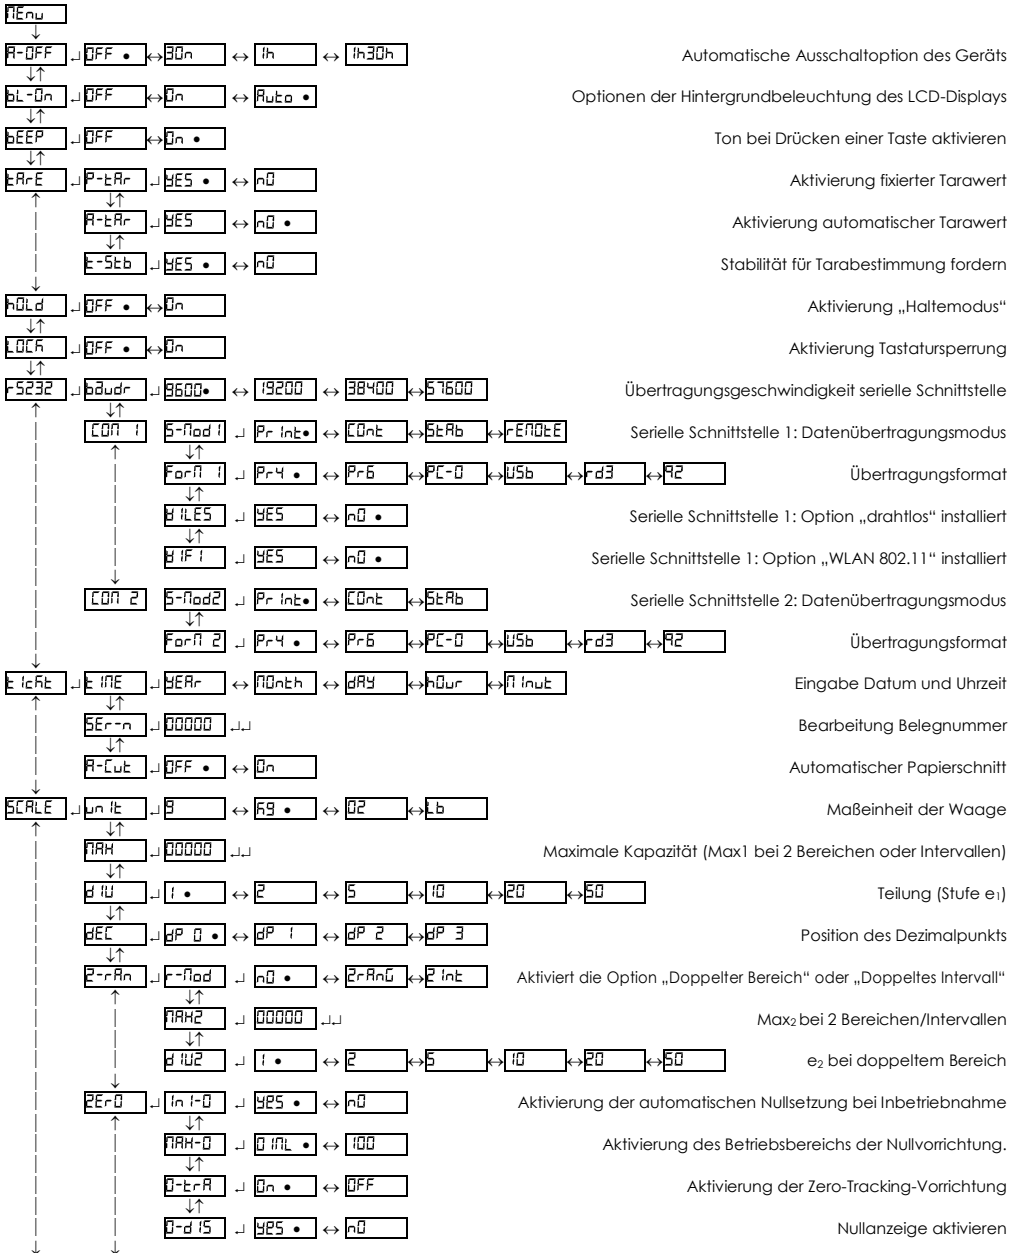 MEnu
A-OFF OFF • 30n 1h 1h30h Automatische Ausschaltoption des Geräts
bL-On OFF On Auto • Optionen der Hintergrundbeleuchtung des LCD-Displays
bEEP OFF On • Ton bei Drücken einer Taste aktivieren
tArE P-tAr YES • nO Aktivierung fixierter Tarawert
A-tAr YES nO • Aktivierung automatischer Tarawert
t-Stb YES • nO Stabilität für Tarabestimmung fordern
hOLd OFF • On Aktivierung „Haltemodus“
LOCK OFF • On Aktivierung Tastatursperrung
rS232 bAudr 9600• 19200 38400 57600 Übertragungsgeschwindigkeit serielle Schnittstelle
COM 1 S-Mod1 Print• COnt StAb rEMOtE Serielle Schnittstelle 1: Datenübertragungsmodus
ForM 1 Pr4 • Pr6 PC-O USb rd3 92 Übertragungsformat
WILES YES nO • Serielle Schnittstelle 1: Option „drahtlos“ installiert
WIFI YES nO • Serielle Schnittstelle 1: Option „WLAN 802.11“ installiert
COM 2 S-Mod2 Print• COnt StAb Serielle Schnittstelle 2: Datenübertragungsmodus
ForM 2 Pr4 • Pr6 PC-O USb rd3 92 Übertragungsformat
tIcKt tIME YEAr MOnth dAY hOur MInut Eingabe Datum und Uhrzeit
SEr-n 00000 Bearbeitung Belegnummer
A-Cut OFF • On Automatischer Papierschnitt
SCALE unIt g Kg • OZ Lb Maßeinheit der Waage
MAX 00000 Maximale Kapazität (Max1 bei 2 Bereichen oder Intervallen)
dIV 1 • 2 5 10 20 50 Teilung (Stufe e1)
dEC dP 0 • dP 1 dP 2 dP 3 Position des Dezimalpunkts
2-rAn r-Mod nO • 2rAnG 2Int Aktiviert die Option „Doppelter Bereich“ oder „Doppeltes Intervall“
MAX2 00000 Max2 bei 2 Bereichen/Intervallen
dIV2 1 • 2 5 10 20 50 e2 bei doppeltem Bereich
ZErO InI-0 YES • nO Aktivierung der automatischen Nullsetzung bei Inbetriebnahme
MAX-0 OIML • 100 Aktivierung des Betriebsbereichs der Nullvorrichtung.
0-trA On • OFF Aktivierung der Zero-Tracking-Vorrichtung
0-dIS YES • nO Nullanzeige aktivieren